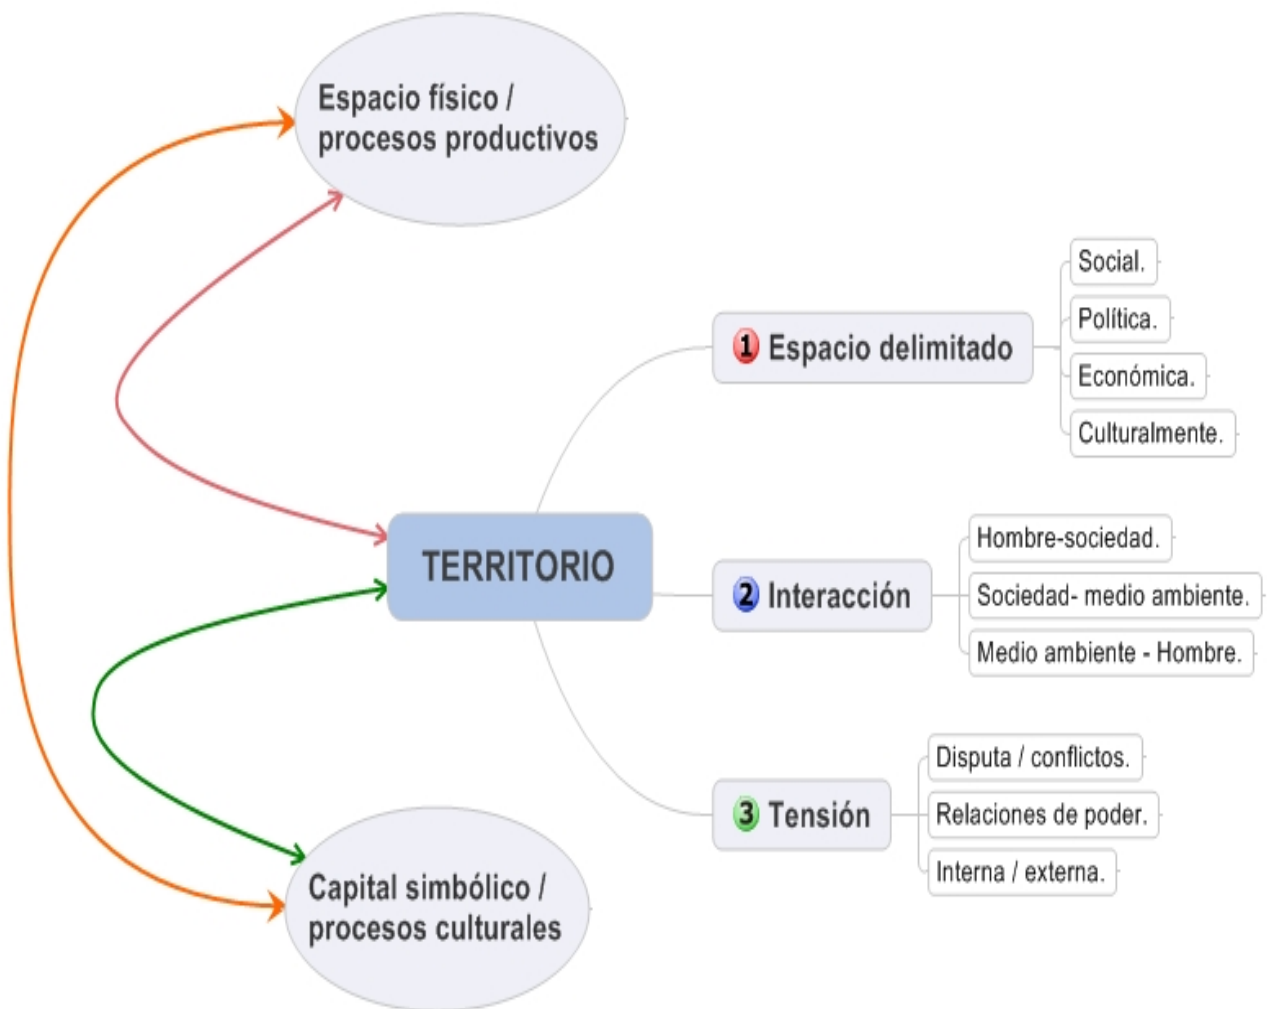 Espacio físico /
procesos productivos
Social.
Política.
1 Espacio delimitado
Económica.
Culturalmente.
TERRITORIO
Hombre-sociedad.
2 Interacción
Sociedad- medio ambiente.
Medio ambiente - Hombre.
Disputa / conflictos.
3 Tensión
Relaciones de poder.
Interna / externa.
Capital simbólico /
procesos culturales